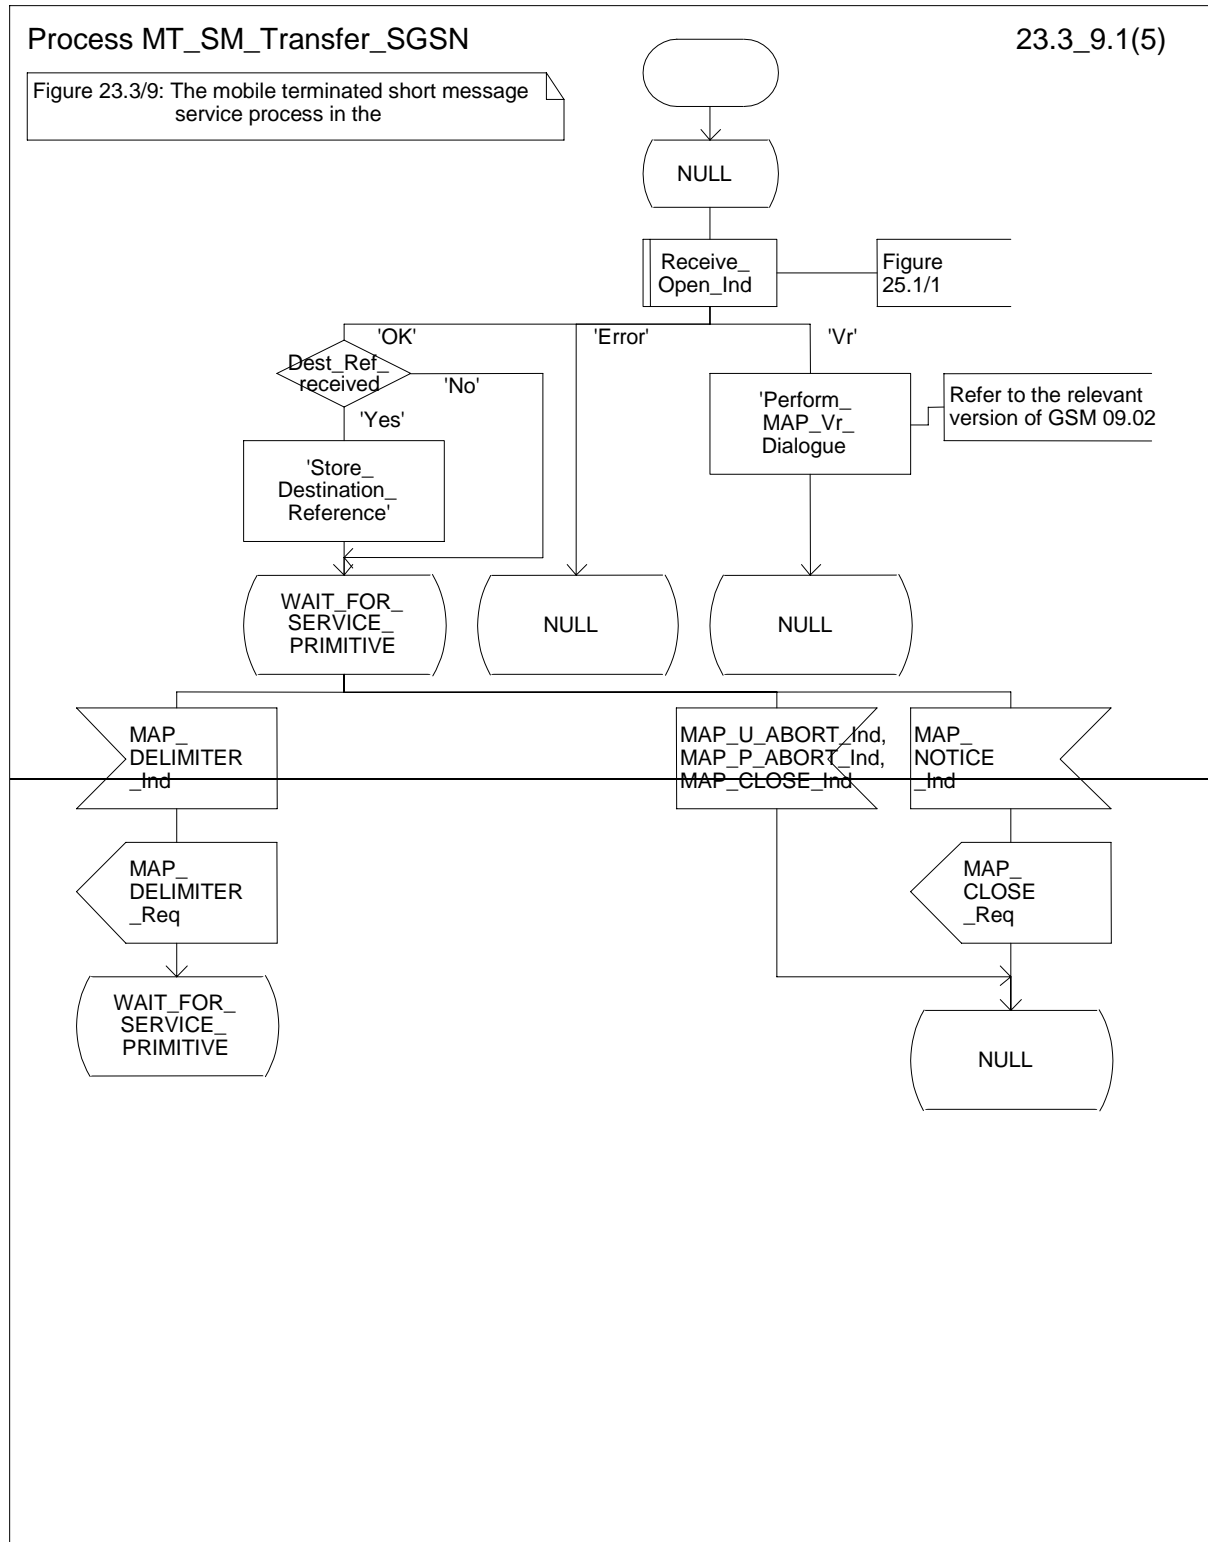 Process MT_SM_Transfer_SGSN
23.3_9.1(5)
Figure 23.3/9: The mobile terminated short message
service process in the
NULL
Receive_
Open_Ind
Figure
25.1/1
'OK'
'Error'
'Vr'
Dest_Ref_
received
'No'
'Yes'
'Perform_
MAP_Vr_
Dialogue
Refer to the relevant
version of GSM 09.02
'Store_
Destination_
Reference'
WAIT_FOR_
SERVICE_
PRIMITIVE
NULL
NULL
MAP_
DELIMITER
_Ind
MAP_U_ABORT_Ind,
MAP_P_ABORT_Ind,
MAP_CLOSE_Ind
MAP_
NOTICE
_Ind
MAP_
DELIMITER
_Req
MAP_
CLOSE
_Req
WAIT_FOR_
SERVICE_
PRIMITIVE
NULL